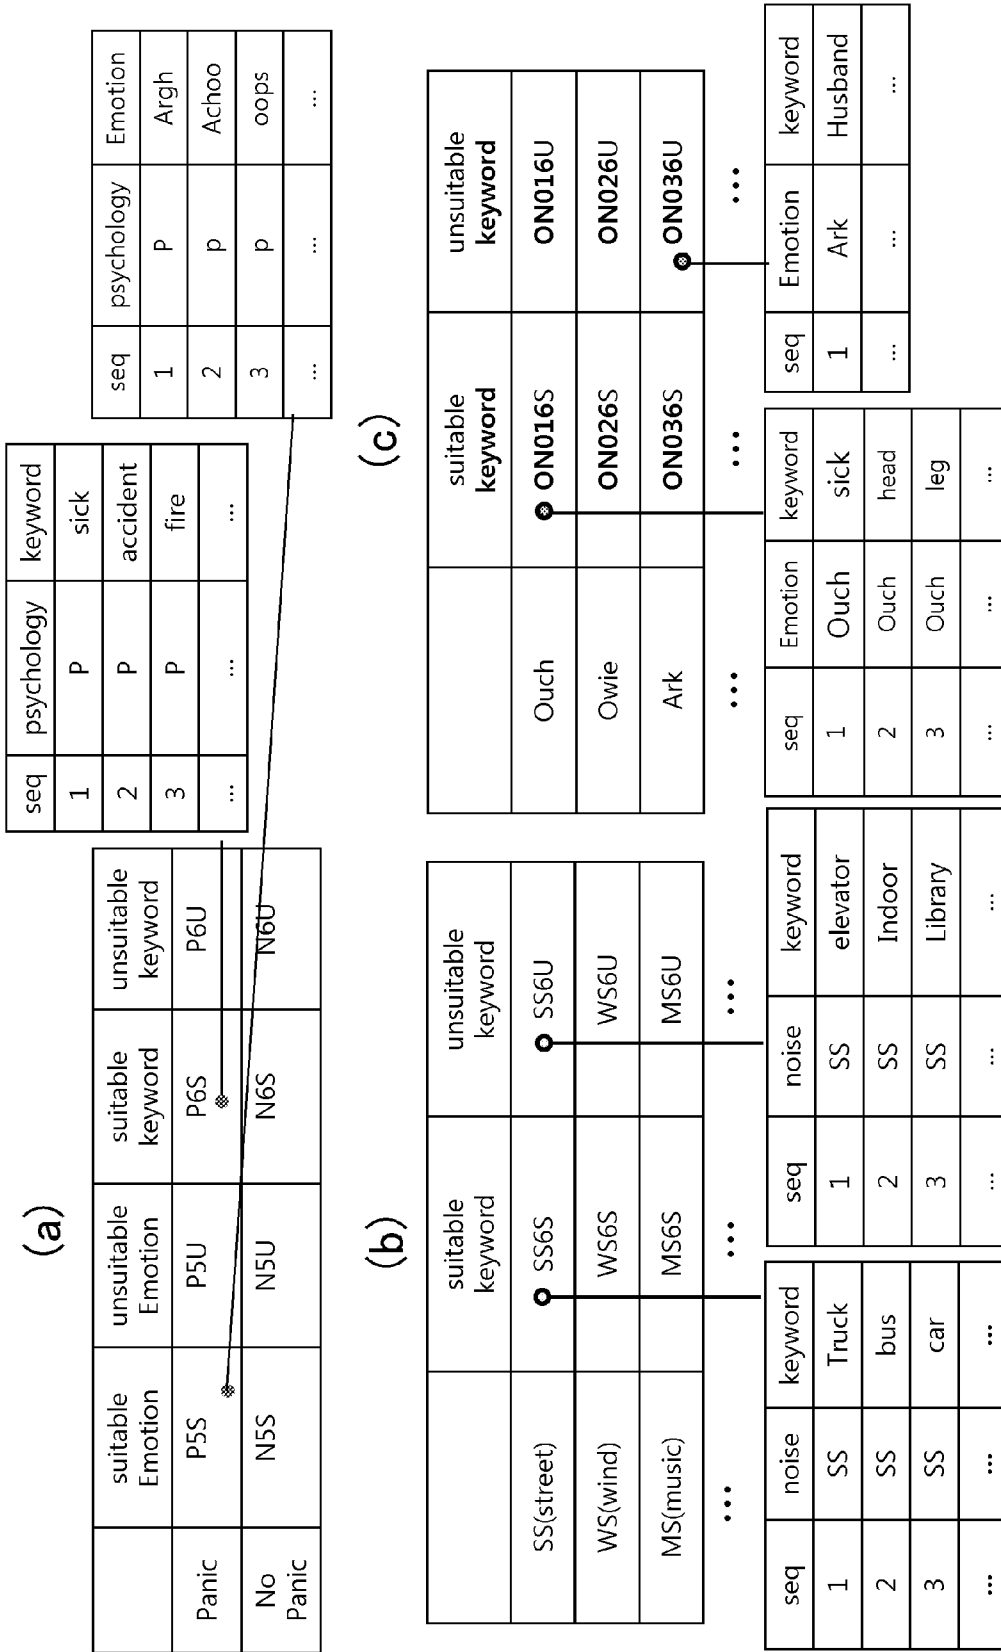 (a)
suitable Emotion unsuitable Emotion suitable keyword unsuitable keyword
Panic P5S P5U P6S P6U
No Panic N5S N5U N6S N6U
seq psychology keyword
1 P sick
2 P accident
3 P fire
... ... ...
seq psychology Emotion
1 P Argh
2 p Achoo
3 p oops
... ... ...
(b)
suitable keyword unsuitable keyword
SS(street) SS6S SS6U
WS(wind) WS6S WS6U
MS(music) MS6S MS6U
... ... ...
seq noise keyword
1 SS Truck
2 SS bus
3 SS car
... ... ...
seq noise keyword
1 SS elevator
2 SS Indoor
3 SS Library
... ... ...
(c)
suitable keyword unsuitable keyword
Ouch ON016S ON016U
Owie ON026S ON026U
Ark ON036S ON036U
... ... ...
seq Emotion keyword
1 Ouch sick
2 Ouch head
3 Ouch leg
... ... ...
seq Emotion keyword
1 Ark Husband
... ... ...